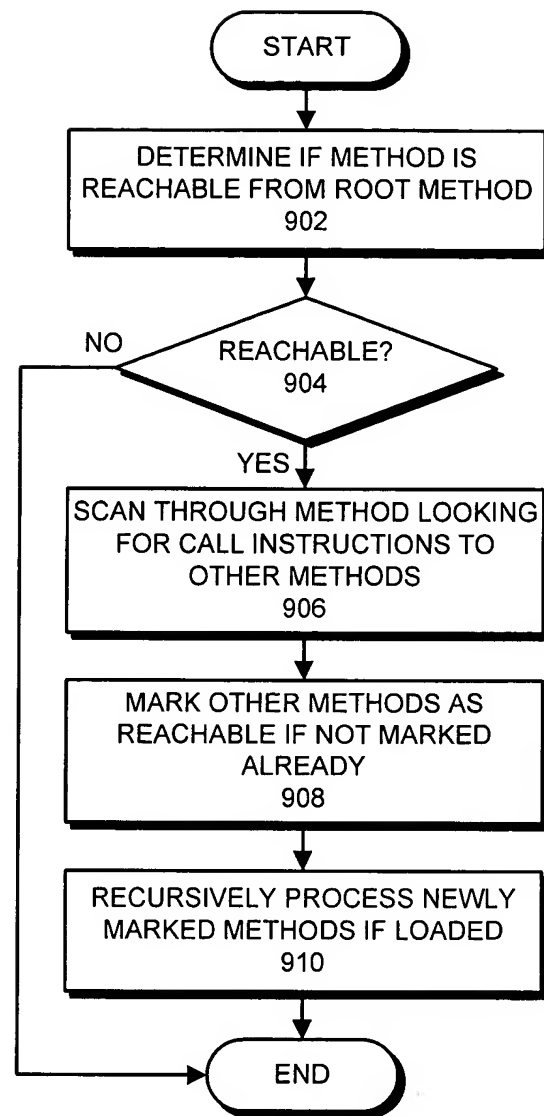 START
DETERMINE IF METHOD IS
REACHABLE FROM ROOT METHOD
902
NO
REACHABLE?
904
YES
SCAN THROUGH METHOD LOOKING
FOR CALL INSTRUCTIONS TO
OTHER METHODS
906
MARK OTHER METHODS AS
REACHABLE IF NOT MARKED
ALREADY
908
RECURSIVELY PROCESS NEWLY
MARKED METHODS IF LOADED
910
END